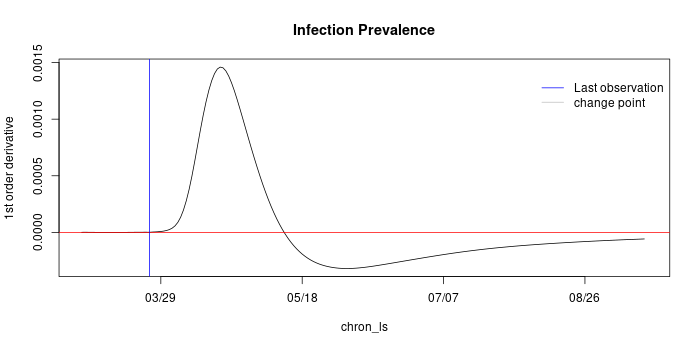 Infection Prevalence
1st order derivative
0.0015
0.0010
0.0005
0.0000
Last observation
change point
03/29
05/18
07/07
08/26
chron_ls